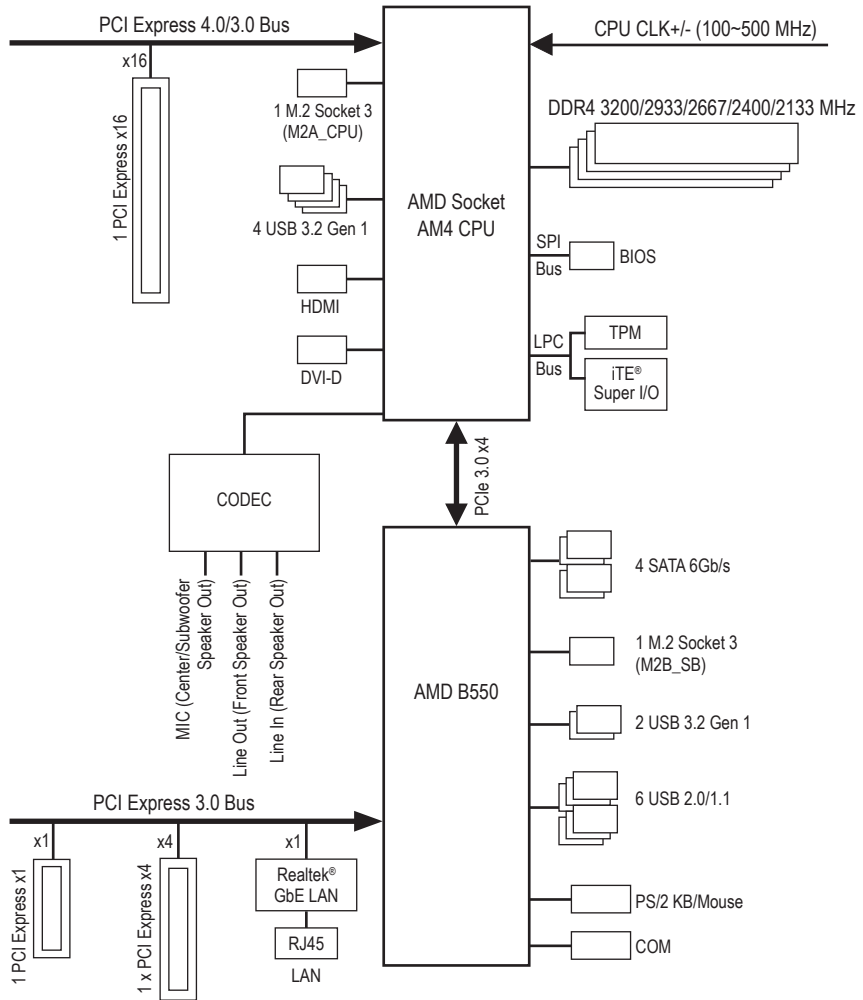 PCI Express 4.0/3.0 Bus
CPU CLK+/- (100~500 MHz)
x16
1 PCI Express x16
1 M.2 Socket 3
(M2A_CPU)
DDR4 3200/2933/2667/2400/2133 MHz
4 USB 3.2 Gen 1
AMD Socket
AM4 CPU
SPI
Bus
BIOS
HDMI
LPC
Bus
TPM
iTE®
Super I/O
DVI-D
PCIe 3.0 x4
CODEC
MIC (Center/Subwoofer
Speaker Out)
Line Out (Front Speaker Out)
Line In (Rear Speaker Out)
4 SATA 6Gb/s
1 M.2 Socket 3
(M2B_SB)
AMD B550
2 USB 3.2 Gen 1
6 USB 2.0/1.1
PCI Express 3.0 Bus
x1
x4
x1
1 PCI Express x1
1 x PCI Express x4
Realtek®
GbE LAN
RJ45
LAN
PS/2 KB/Mouse
COM